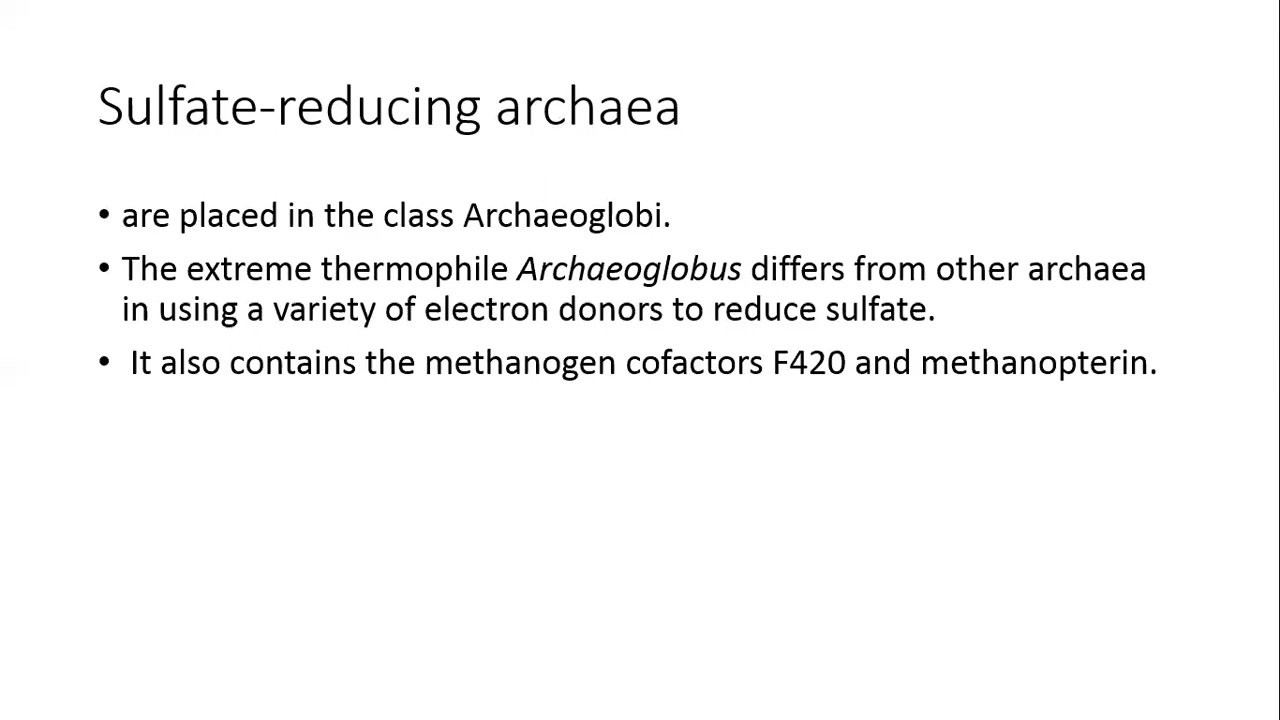 Sulfate-reducing archaea
• are placed in the class Archaeoglobi.
• The extreme thermophile Archaeoglobus differs from other archaea
in using a variety of electron donors to reduce sulfate.
• It also contains the methanogen cofactors F420 and methanopterin.